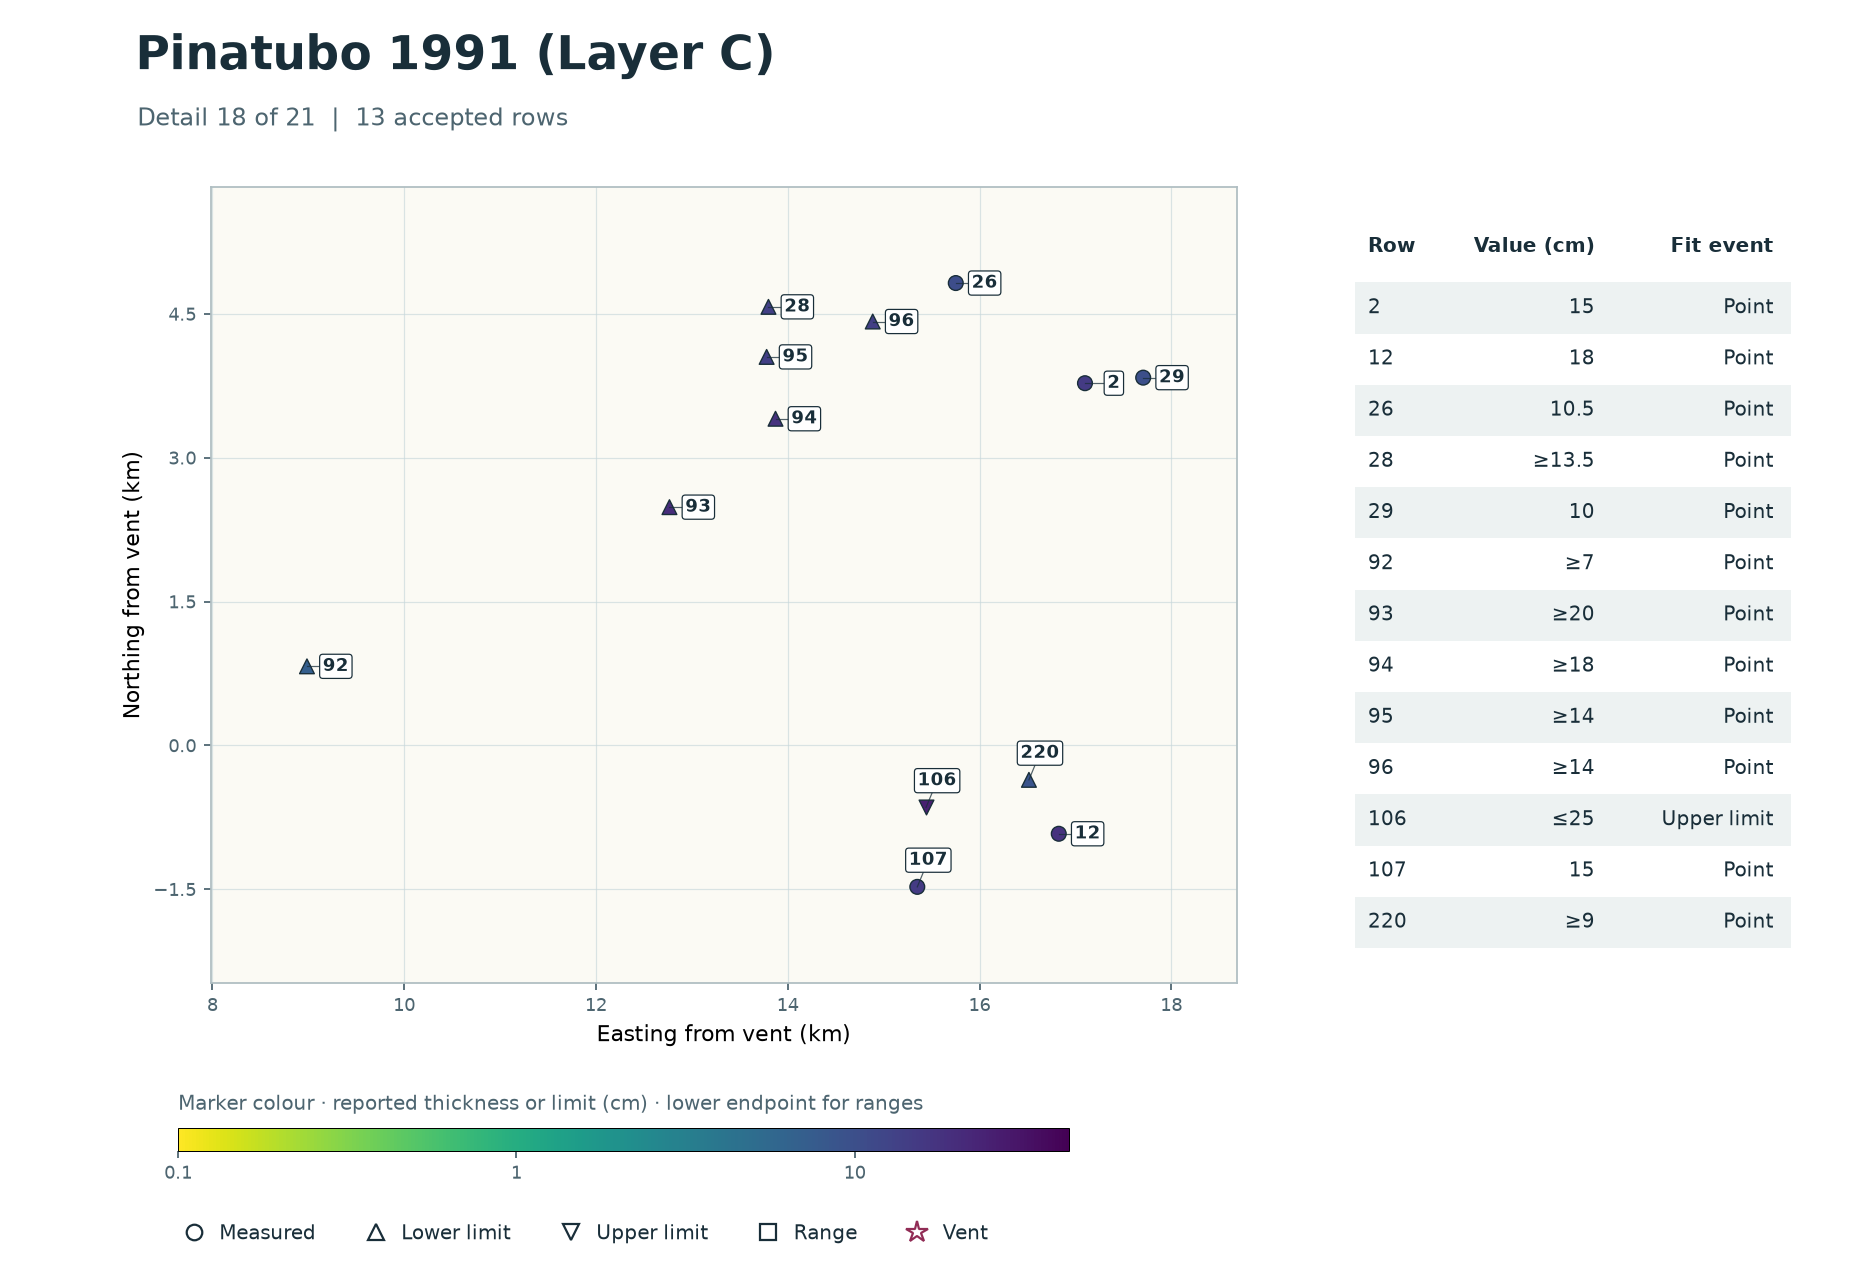 Pinatubo 1991 (Layer C)
Detail 18 of 21 | 13 accepted rows
Northing from vent (km)
4.5
3.0
1.5
0.0
−1.5
26
28
96
95
2
29
94
93
92
220
106
12
107
8 10 12 14 16 18
Easting from vent (km)
Row Value (cm) Fit event
2 15 Point
12 18 Point
26 10.5 Point
28 ≥13.5 Point
29 10 Point
92 ≥7 Point
93 ≥20 Point
94 ≥18 Point
95 ≥14 Point
96 ≥14 Point
106 ≤25 Upper limit
107 15 Point
220 ≥9 Point
Marker colour · reported thickness or limit (cm) · lower endpoint for ranges
0.1 1 10
Measured Lower limit Upper limit Range Vent